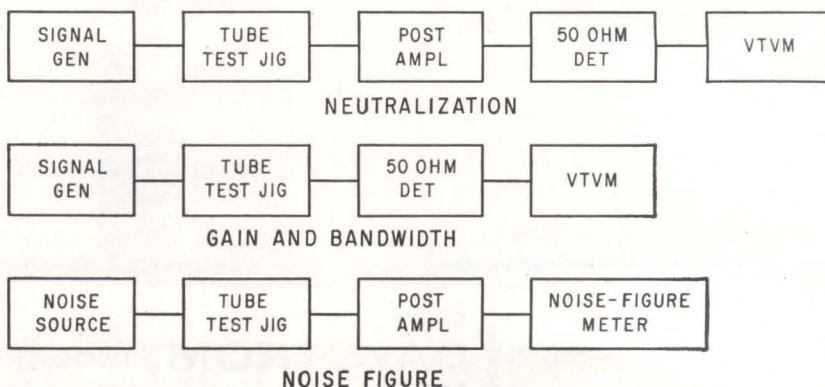 SIGNAL GEN
TUBE TEST JIG
POST AMPL
50 OHM DET
VTVM
NEUTRALIZATION
SIGNAL GEN
TUBE TEST JIG
50 OHM DET
VTVM
GAIN AND BANDWIDTH
NOISE SOURCE
TUBE TEST JIG
POST AMPL
NOISE-FIGURE METER
NOISE FIGURE